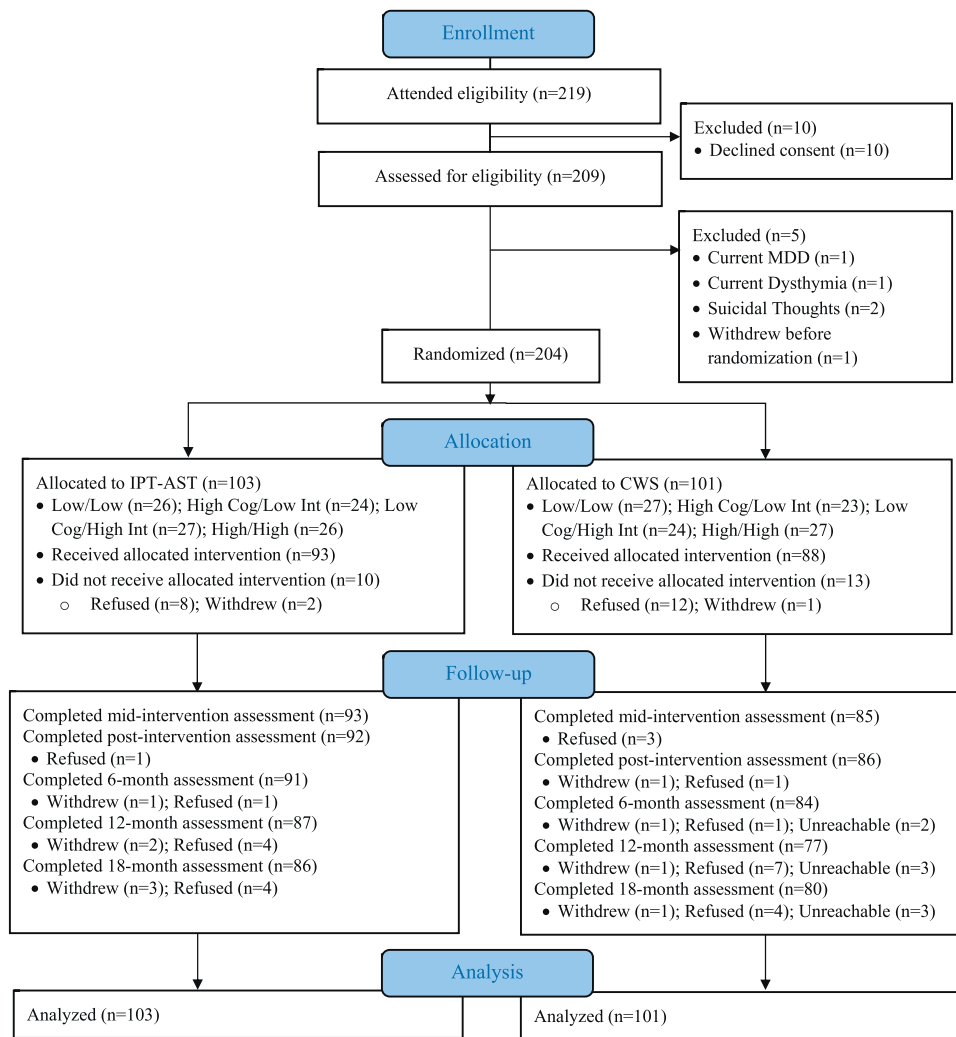 Enrollment
Attended eligibility (n=219)
Excluded (n=10)
• Declined consent (n=10)
Assessed for eligibility (n=209)
Excluded (n=5)
• Current MDD (n=1)
• Current Dysthymia (n=1)
• Suicidal Thoughts (n=2)
• Withdrew before
randomization (n=1)
Randomized (n=204)
Allocation
Allocated to IPT-AST (n=103)
• Low/Low (n=26); High Cog/Low Int (n=24); Low
Cog/High Int (n=27); High/High (n=26)
• Received allocated intervention (n=93)
• Did not receive allocated intervention (n=10)
o Refused (n=8); Withdrew (n=2)
Allocated to CWS (n=101)
• Low/Low (n=27); High Cog/Low Int (n=23); Low
Cog/High Int (n=24); High/High (n=27)
• Received allocated intervention (n=88)
• Did not receive allocated intervention (n=13)
o Refused (n=12); Withdrew (n=1)
Follow-up
Completed mid-intervention assessment (n=93)
Completed post-intervention assessment (n=92)
• Refused (n=1)
Completed 6-month assessment (n=91)
• Withdrew (n=1); Refused (n=1)
Completed 12-month assessment (n=87)
• Withdrew (n=2); Refused (n=4)
Completed 18-month assessment (n=86)
• Withdrew (n=3); Refused (n=4)
Completed mid-intervention assessment (n=85)
• Refused (n=3)
Completed post-intervention assessment (n=86)
• Withdrew (n=1); Refused (n=1)
Completed 6-month assessment (n=84)
• Withdrew (n=1); Refused (n=1); Unreachable (n=2)
Completed 12-month assessment (n=77)
• Withdrew (n=1); Refused (n=7); Unreachable (n=3)
Completed 18-month assessment (n=80)
• Withdrew (n=1); Refused (n=4); Unreachable (n=3)
Analysis
Analyzed (n=103)
Analyzed (n=101)